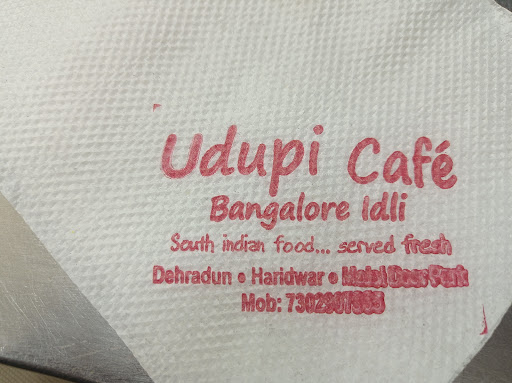 Udupi Café
Bangalore Idli
South indian food... served fresh
Dehradun • Haridwar •
Mob: